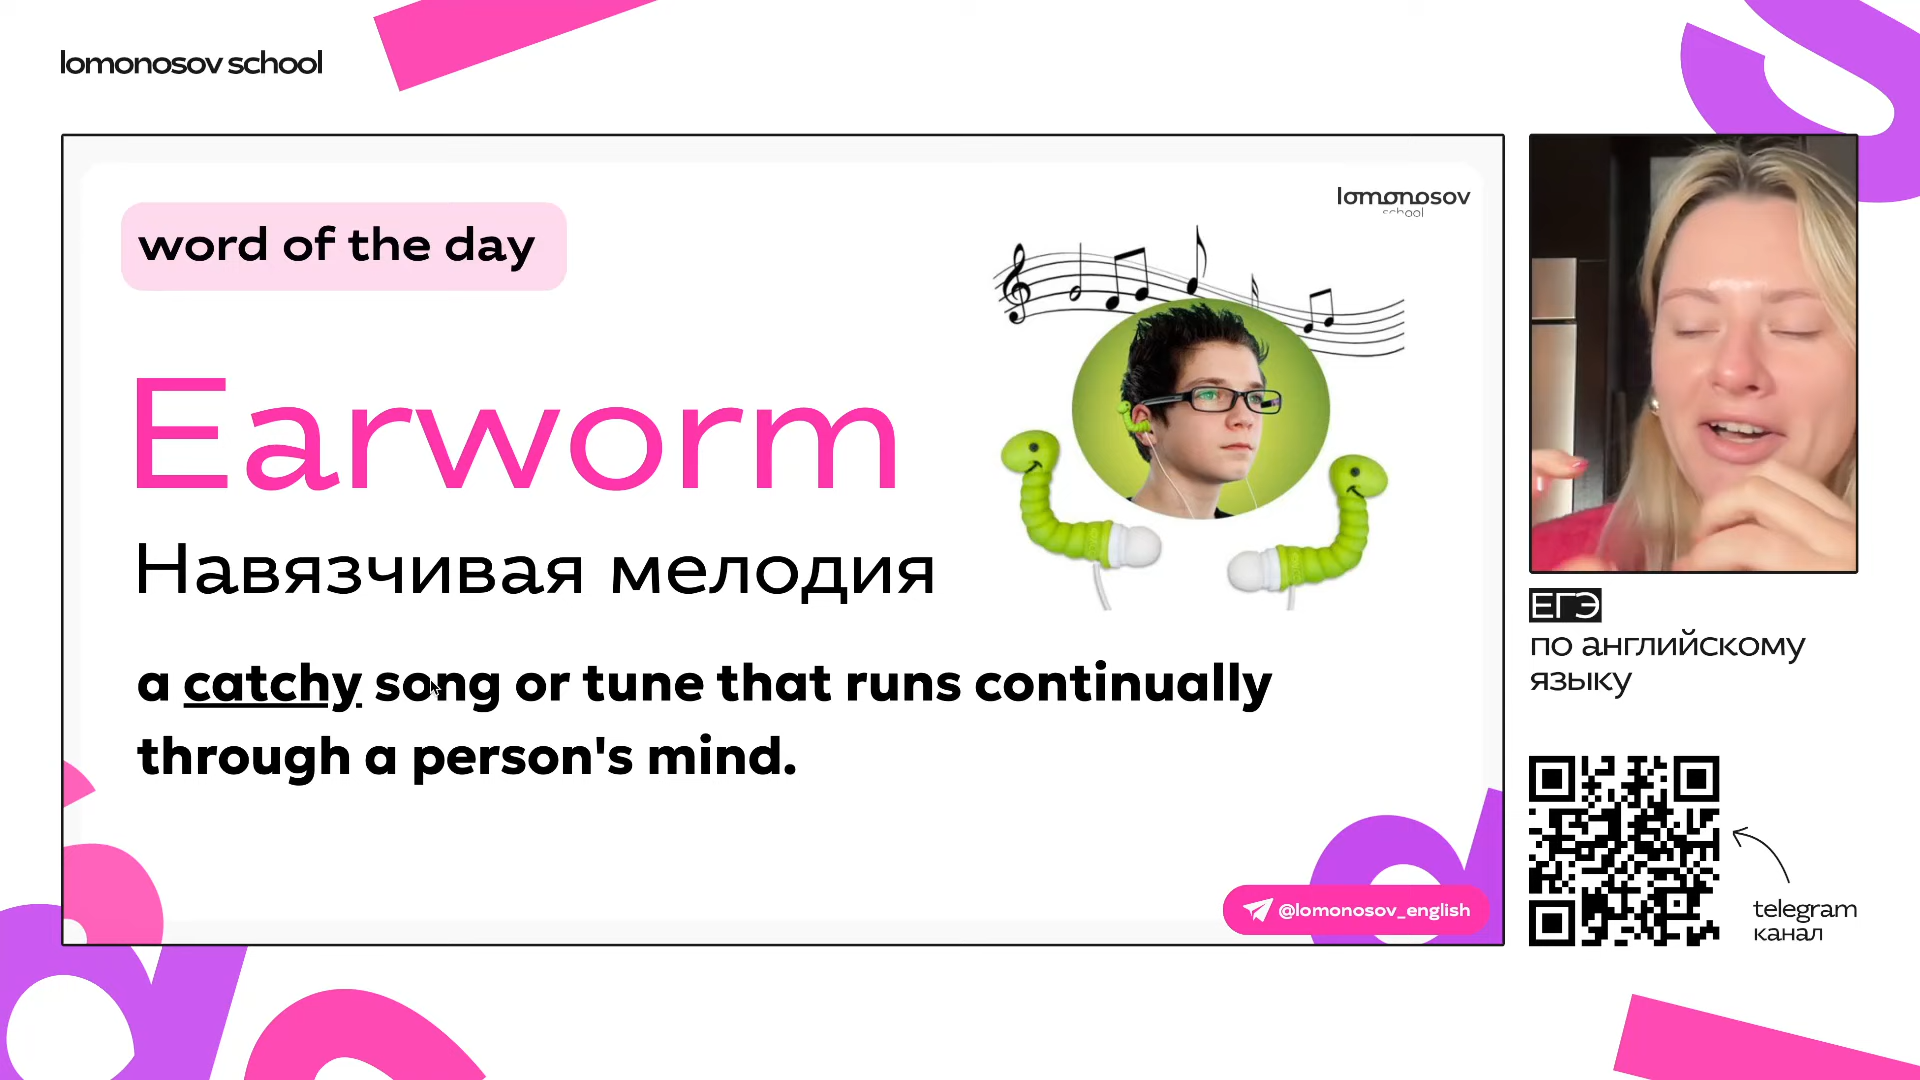 lomonosov school
word of the day
lomonosov
school
Earworm
Навязчивая мелодия
a catchy song or tune that runs continually
through a person's mind.
@lomonosov_english
ЕГЭ
по английскому
языку
telegram
канал